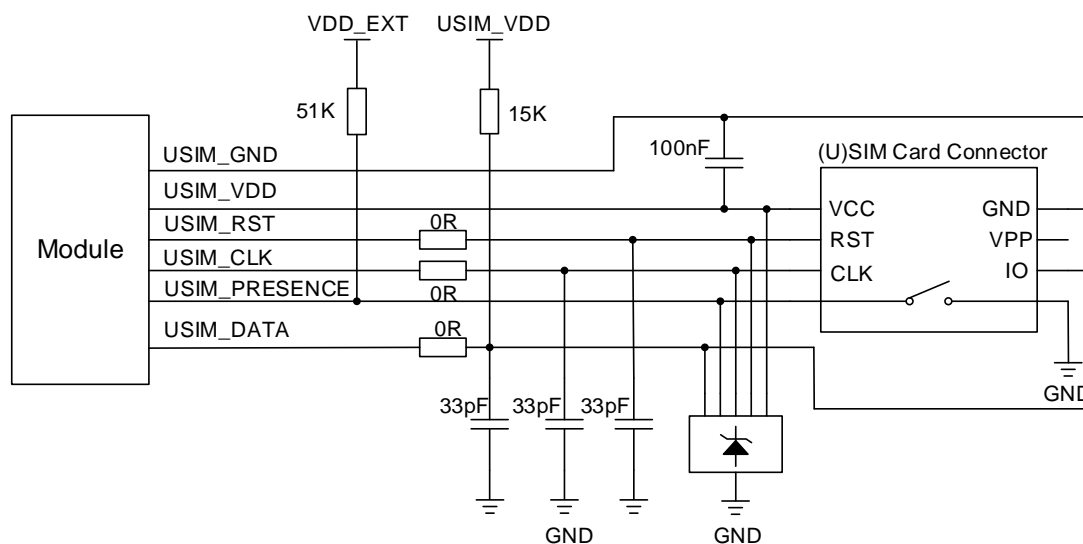 VDD_EXT USIM_VDD
51K 15K
100nF (U)SIM Card Connector
USIM_GND
USIM_VDD VCC GND
USIM_RST 0R RST VPP
Module
USIM_CLK CLK IO
USIM_PRESENCE 0R
USIM_DATA 0R
GND
33pF 33pF 33pF
GND GND